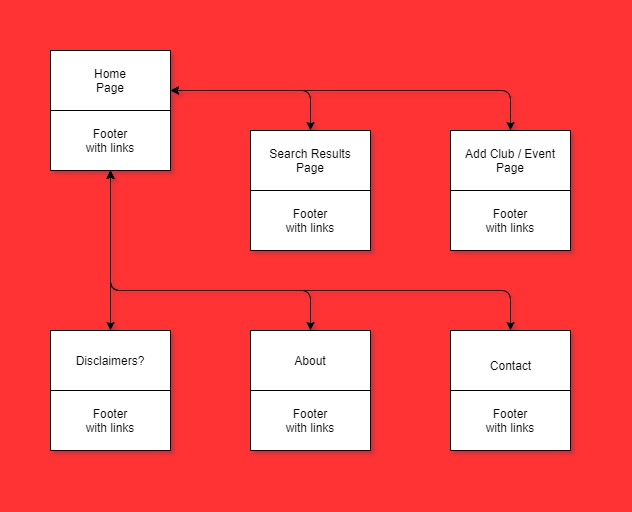 Home
Page
Footer
with links
Search Results
Page
Footer
with links
Add Club / Event
Page
Footer
with links
Disclaimers?
Footer
with links
About
Footer
with links
Contact
Footer
with links